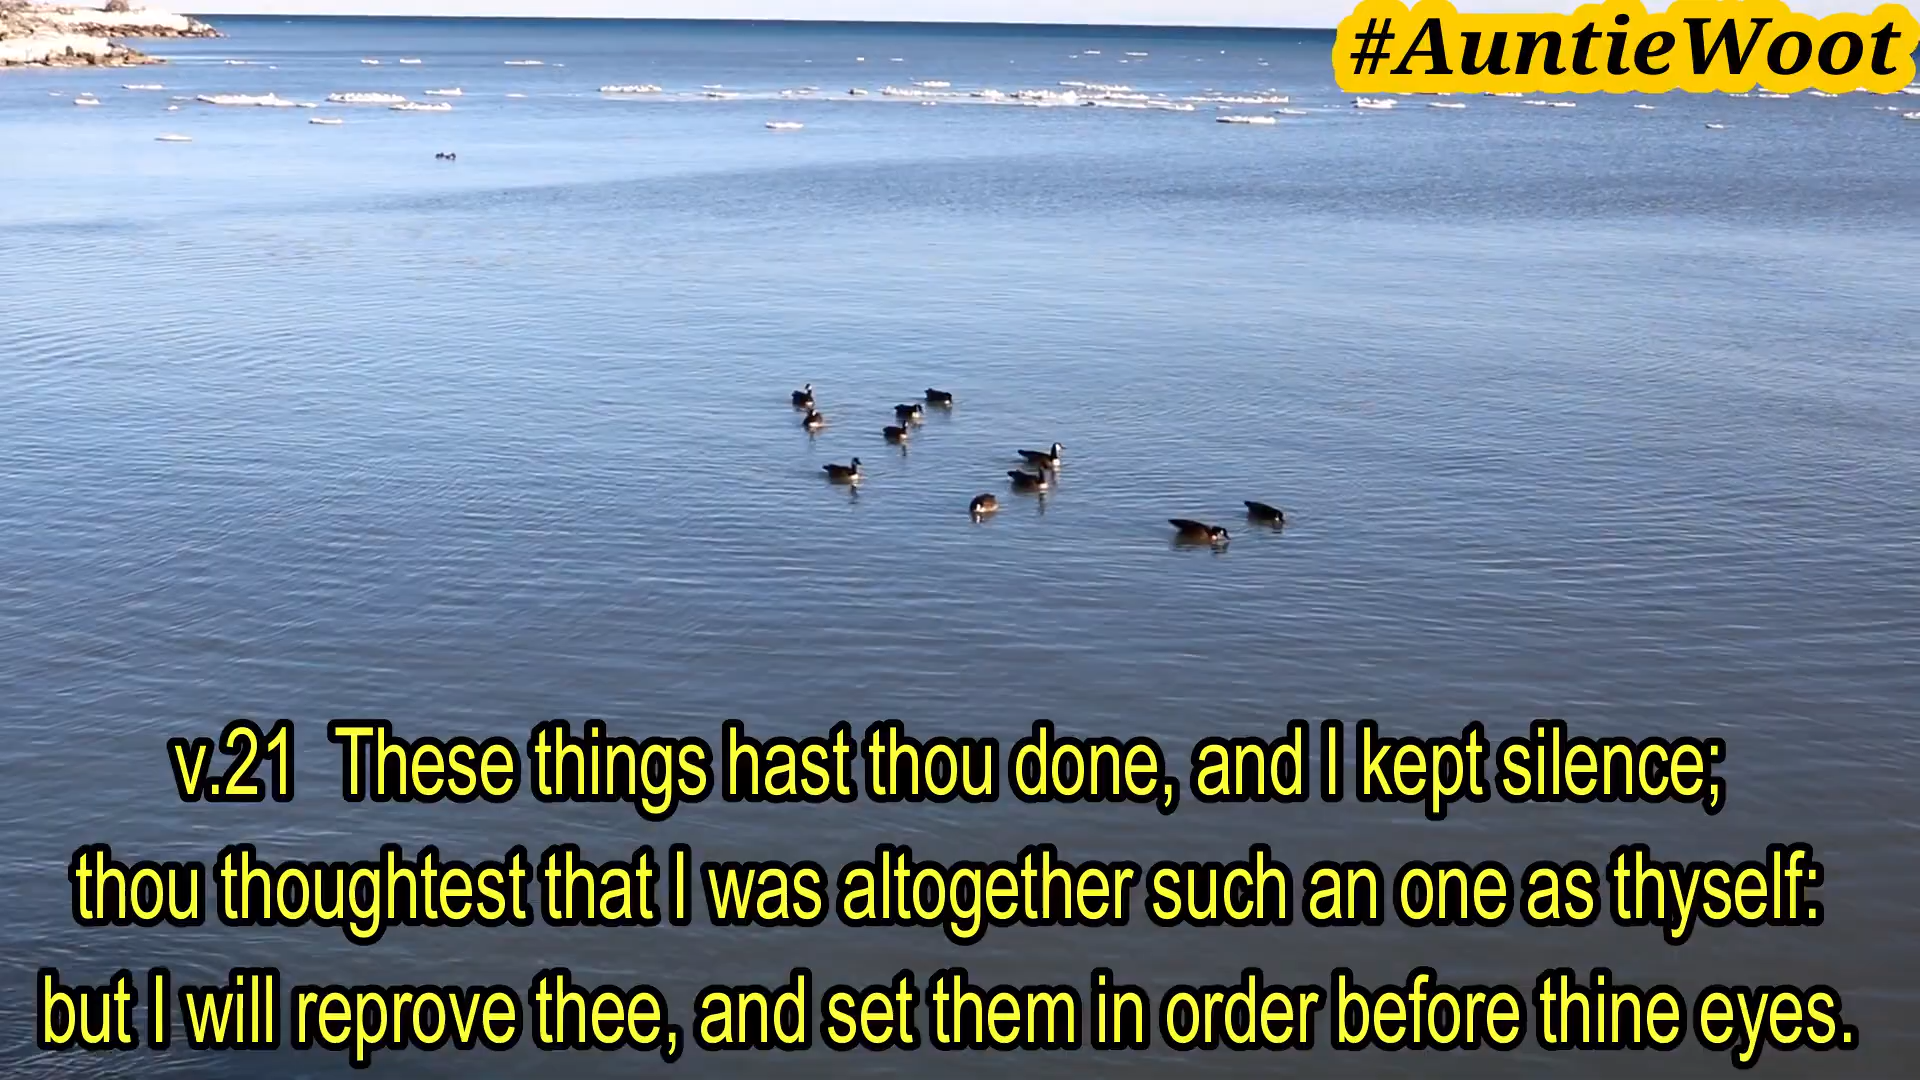 #AuntieWoot
v.21 These things hast thou done, and I kept silence;
thou thoughtest that I was altogether such an one as thyself:
but I will reprove thee, and set them in order before thine eyes.